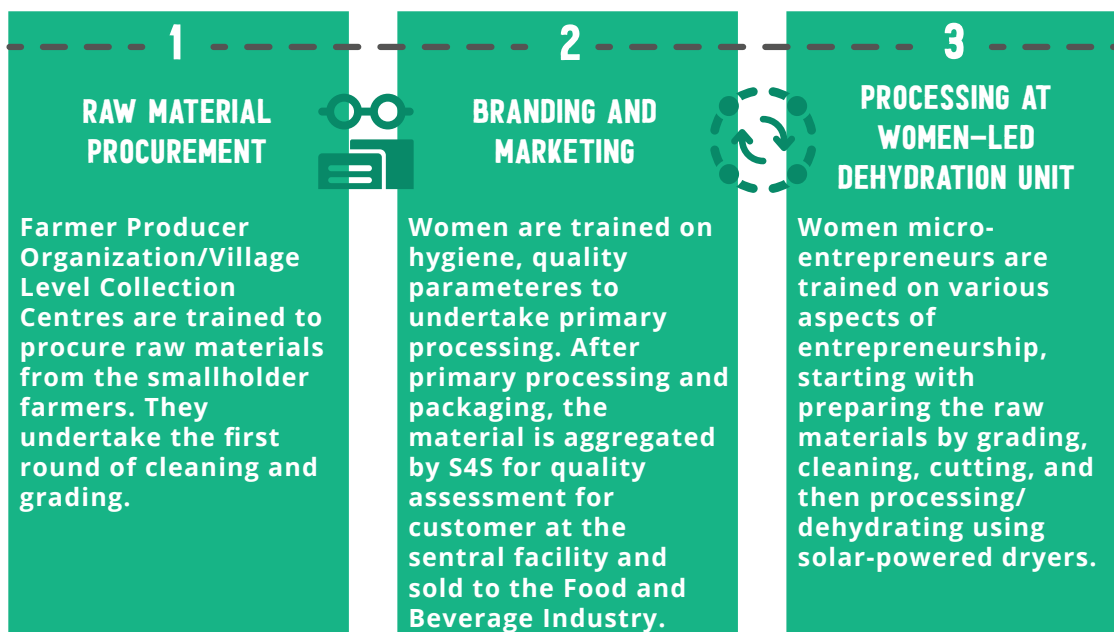 1
RAW MATERIAL
PROCUREMENT
Farmer Producer
Organization/Village
Level Collection
Centres are trained to
procure raw materials
from the smallholder
farmers. They
undertake the first
round of cleaning and
grading.
2
BRANDING AND
MARKETING
Women are trained on
hygiene, quality
parameteres to
undertake primary
processing. After
primary processing and
packaging, the
material is aggregated
by S4S for quality
assessment for
customer at the
sentral facility and
sold to the Food and
Beverage Industry.
3
PROCESSING AT
WOMEN-LED
DEHYDRATION UNIT
Women micro-
entrepreneurs are
trained on various
aspects of
entrepreneurship,
starting with
preparing the raw
materials by grading,
cleaning, cutting, and
then processing/
dehydrating using
solar-powered dryers.